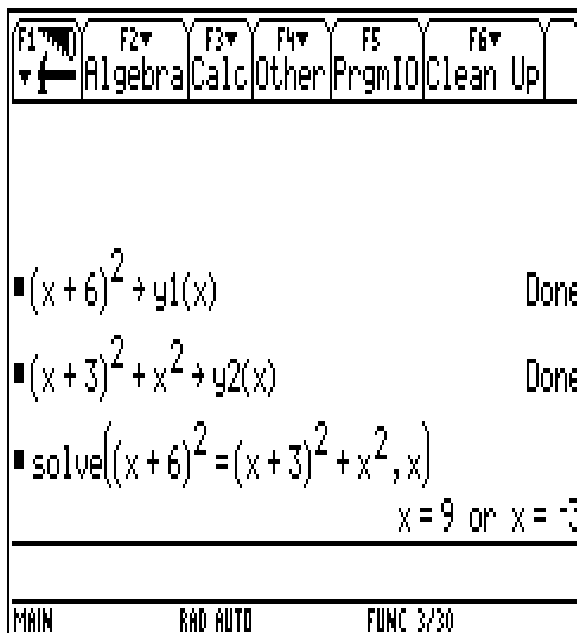 F1 F2▼ F3▼ F4▼ F5 F6▼
▼ Algebra Calc Other PrgmIO Clean Up
■(x + 6)² → y1(x) Done
■(x + 3)² + x² → y2(x) Done
■ solve((x + 6)² = (x + 3)² + x², x)
x = 9 or x = ⁻3
MAIN RAD AUTO FUNC 3/30